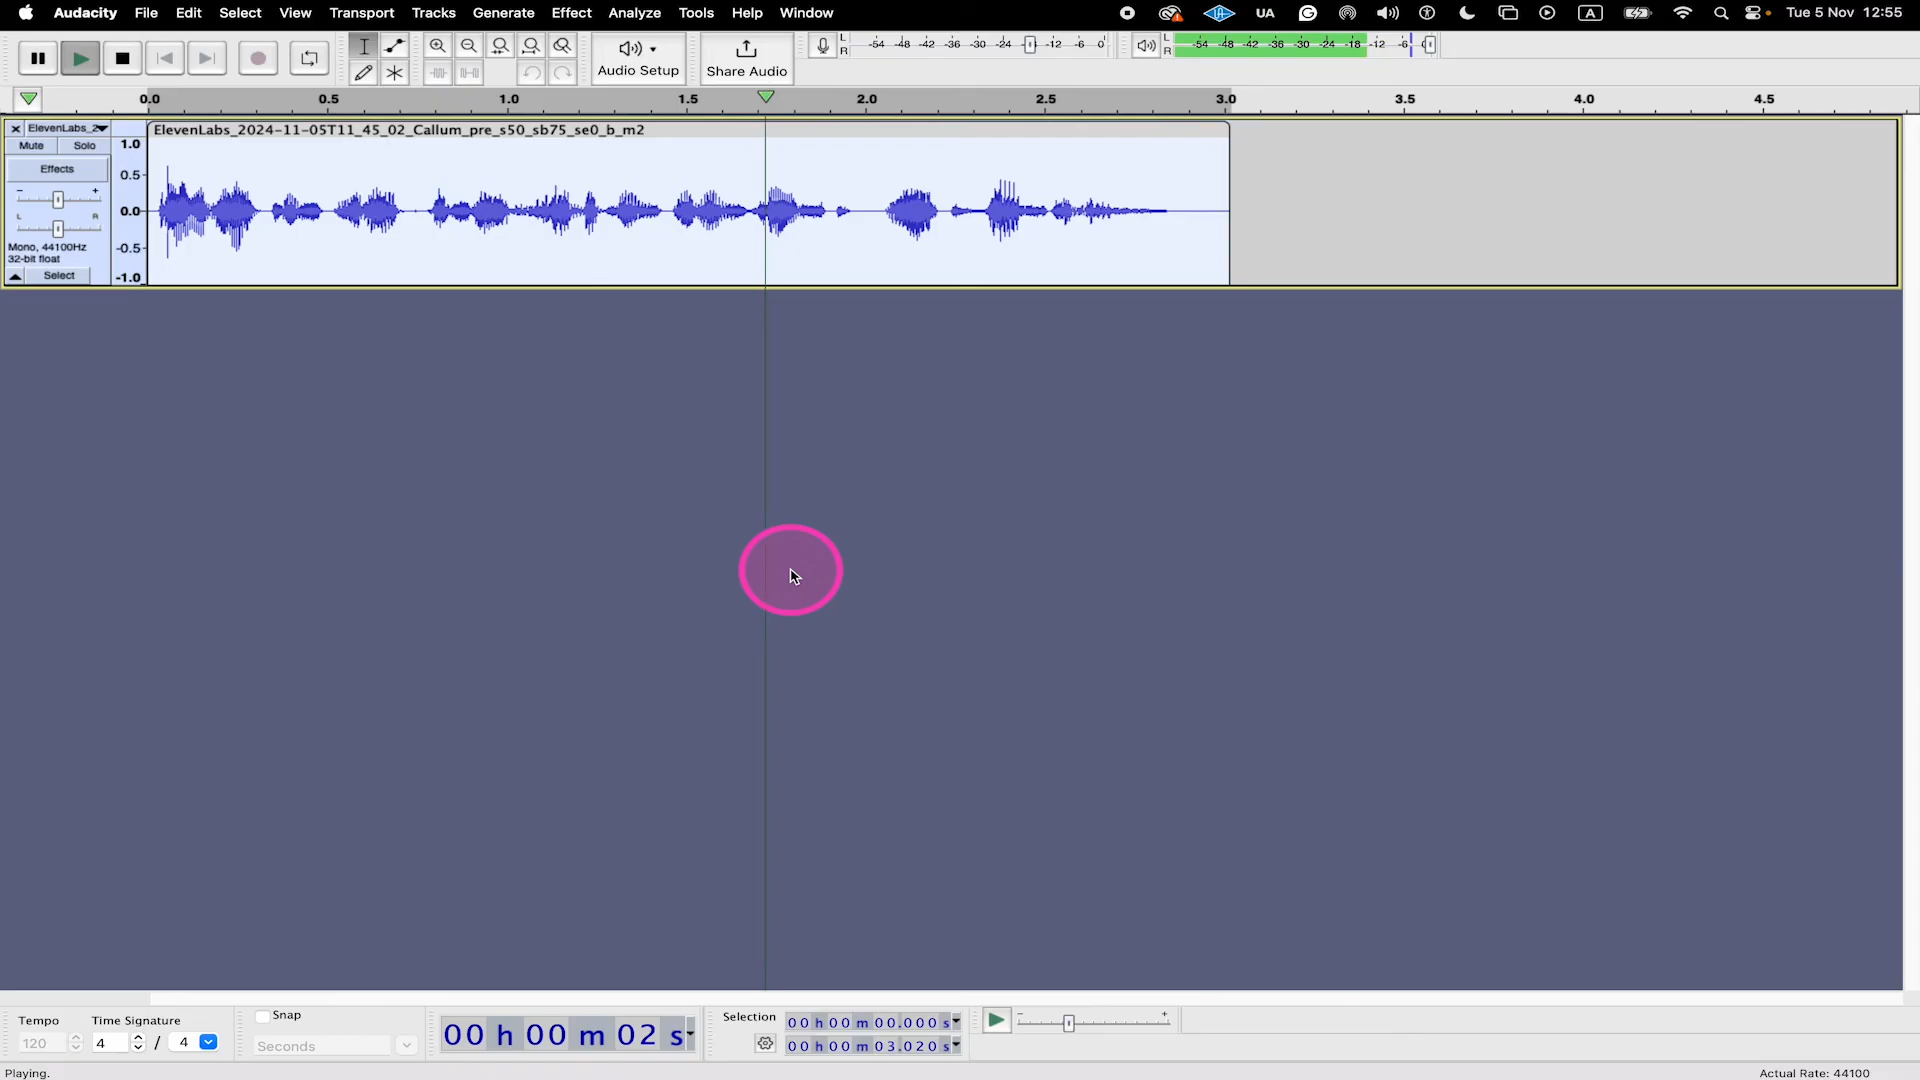 Audacity File Edit Select View Transport Tracks Generate Effect Analyze Tools Help Window UA A Tue 5 Nov 12:55
Audio Setup
Share Audio
L R -54 -48 -42 -36 -30 -24 -12 -6 0
L R -54 -48 -42 -36 -30 -24 -18 -12 -6
0.0 0.5 1.0 1.5 2.0 2.5 3.0 3.5 4.0 4.5
ElevenLabs_2
ElevenLabs_2024-11-05T11_45_02_Callum_pre_s50_sb75_se0_b_m2
Mute Solo
Effects
- +
L R
Mono, 44100Hz
32-bit float
Select
1.0
0.5
0.0
-0.5
-1.0
Tempo
120
Time Signature
4 / 4
Snap
Seconds
00 h 00 m 02 s
Selection
00 h 00 m 00.000 s
00 h 00 m 03.020 s
- +
Playing.
Actual Rate: 44100